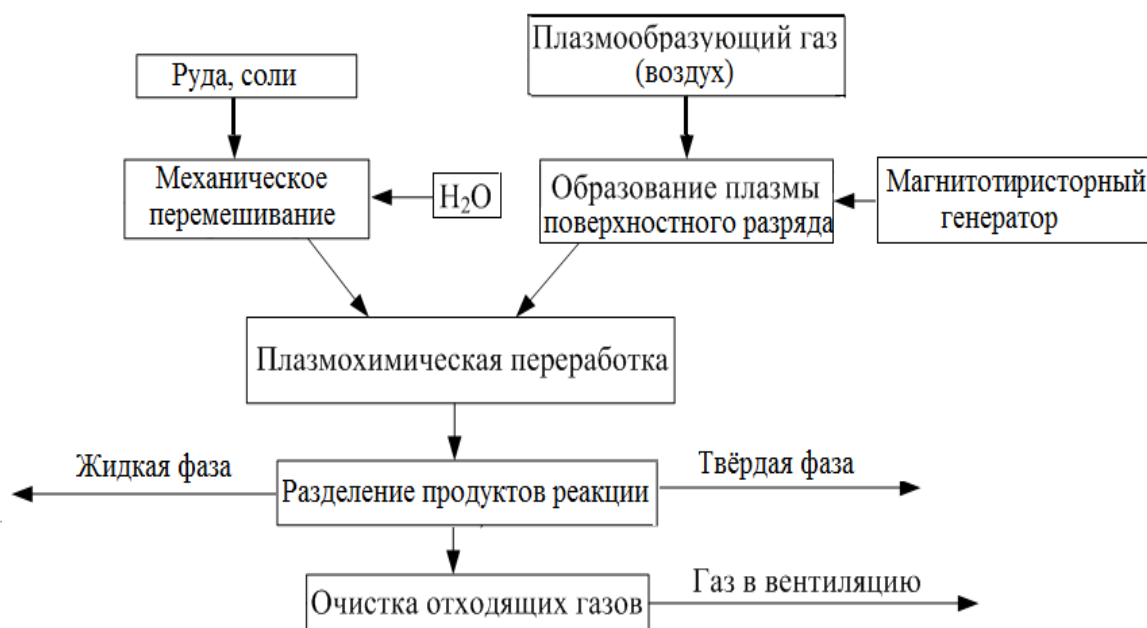 Плазмообразующий газ
(воздух)
Руда, соли
Механическое
перемешивание
H₂O
Образование плазмы
поверхностного разряда
Магнитотиристорный
генератор
Плазмохимическая переработка
Жидкая фаза
Разделение продуктов реакции
Твёрдая фаза
Очистка отходящих газов
Газ в вентиляцию